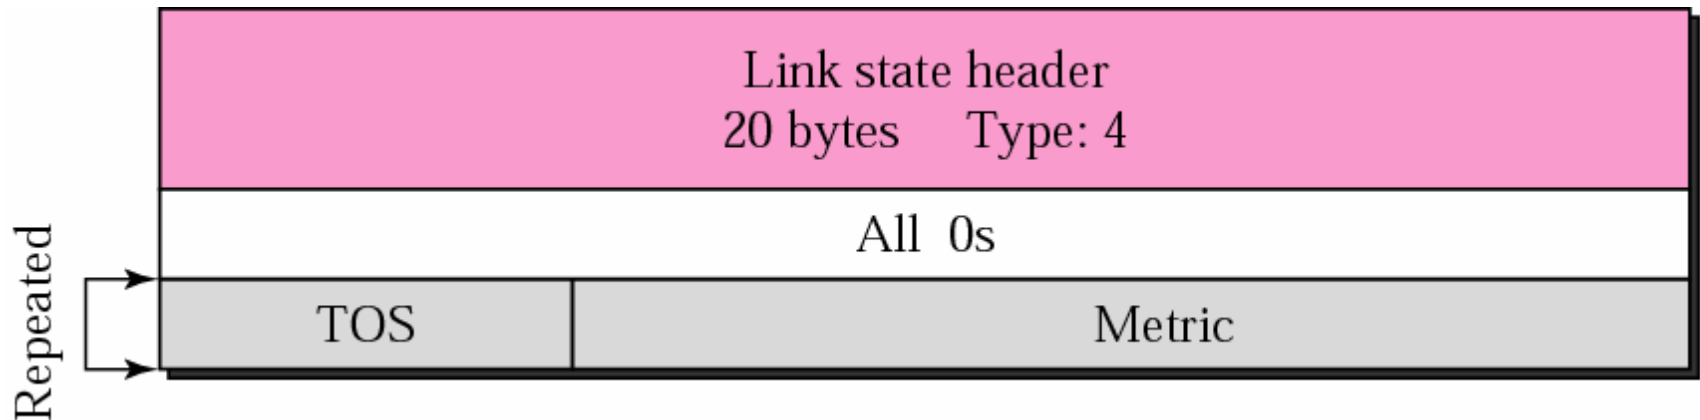 Link state header
20 bytes Type: 4
All 0s
Repeated
TOS
Metric